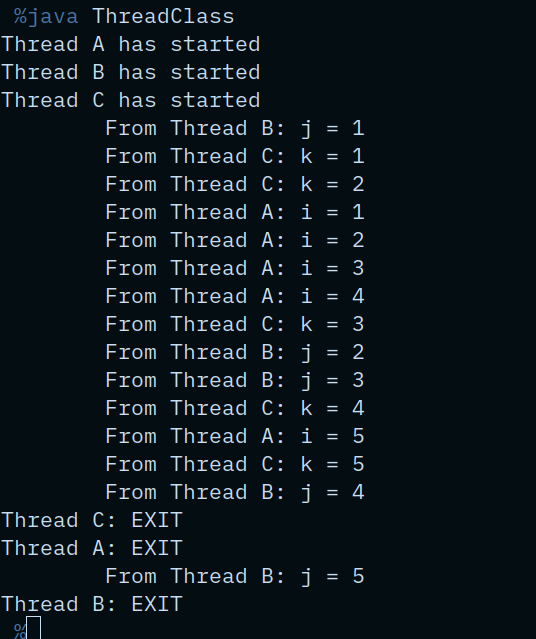 %java ThreadClass
Thread A has started
Thread B has started
Thread C has started
From Thread B: j = 1
From Thread C: k = 1
From Thread C: k = 2
From Thread A: i = 1
From Thread A: i = 2
From Thread A: i = 3
From Thread A: i = 4
From Thread C: k = 3
From Thread B: j = 2
From Thread B: j = 3
From Thread C: k = 4
From Thread A: i = 5
From Thread C: k = 5
From Thread B: j = 4
Thread C: EXIT
Thread A: EXIT
From Thread B: j = 5
Thread B: EXIT
%